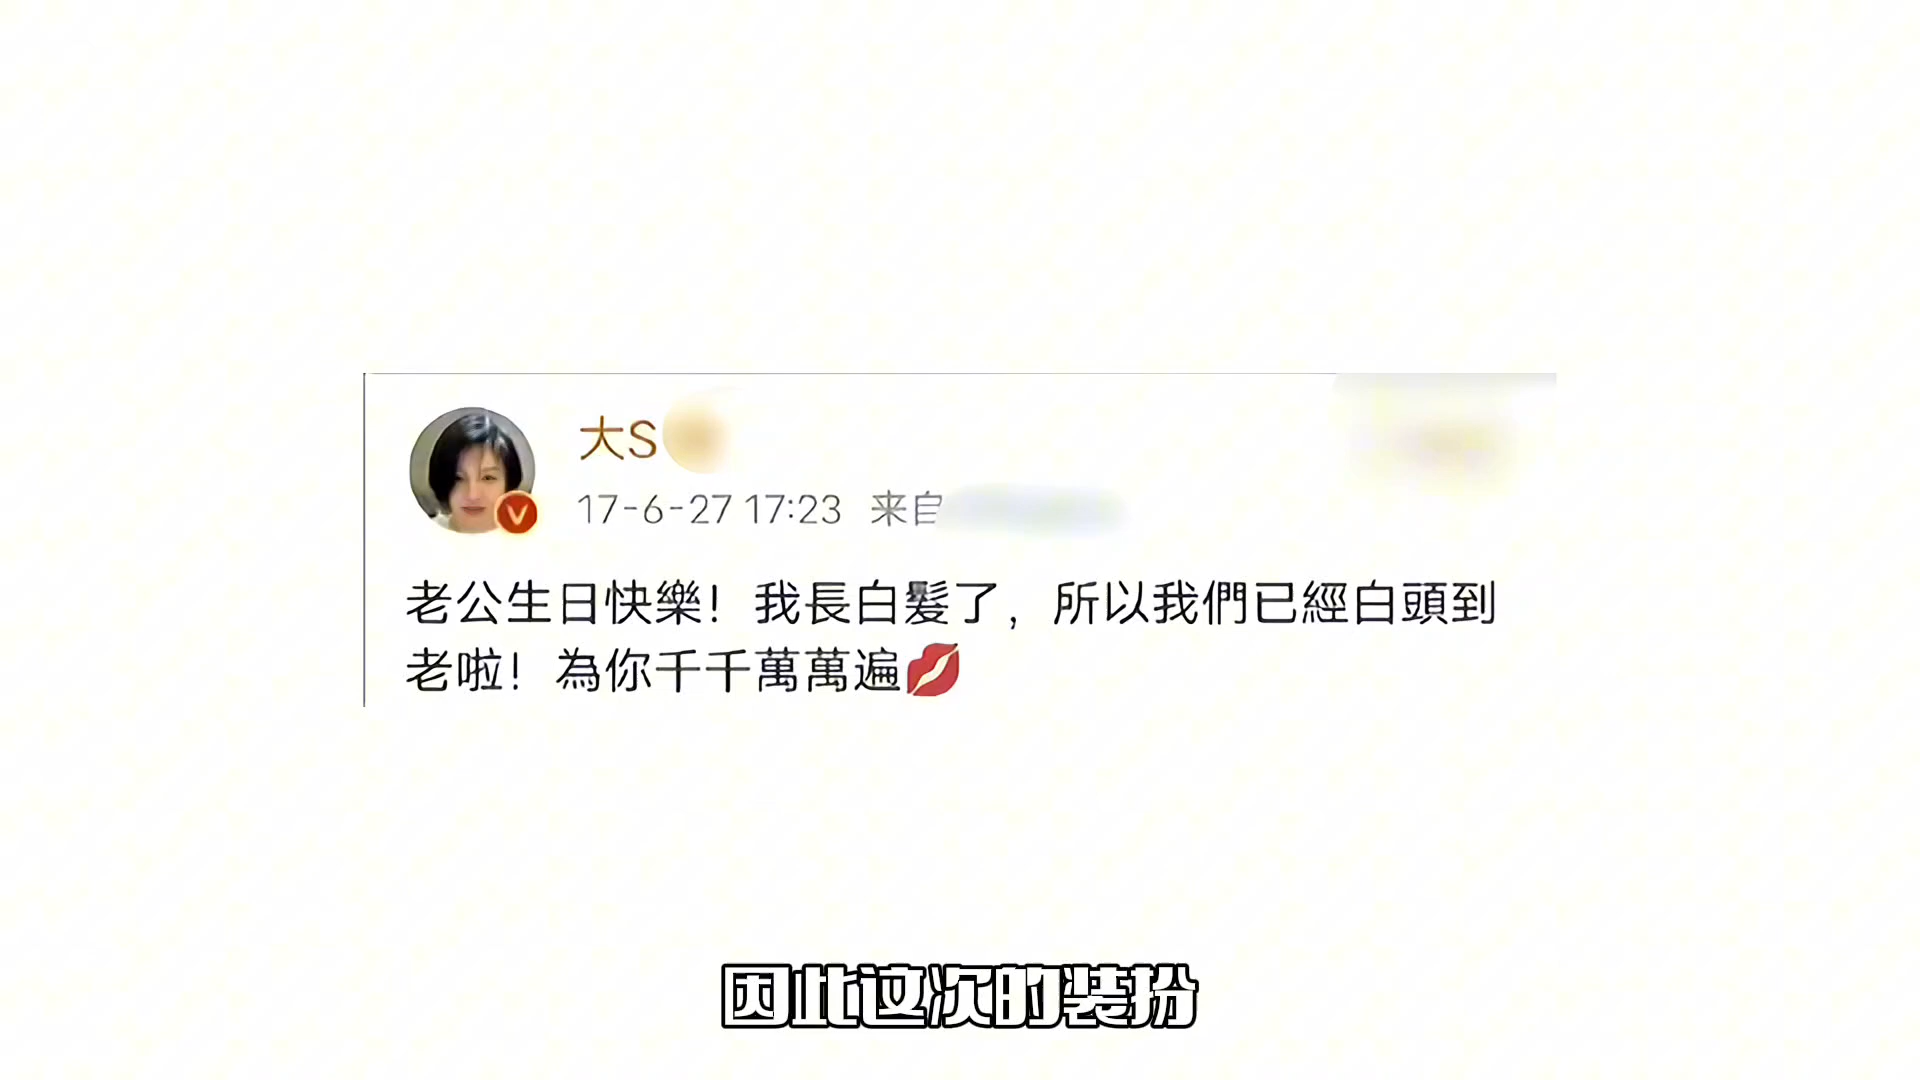 大S
17-6-27 17:23 来自
老公生日快樂！我長白髮了，所以我們已經白頭到
老啦！為你千千萬萬遍
因此这次的装扮